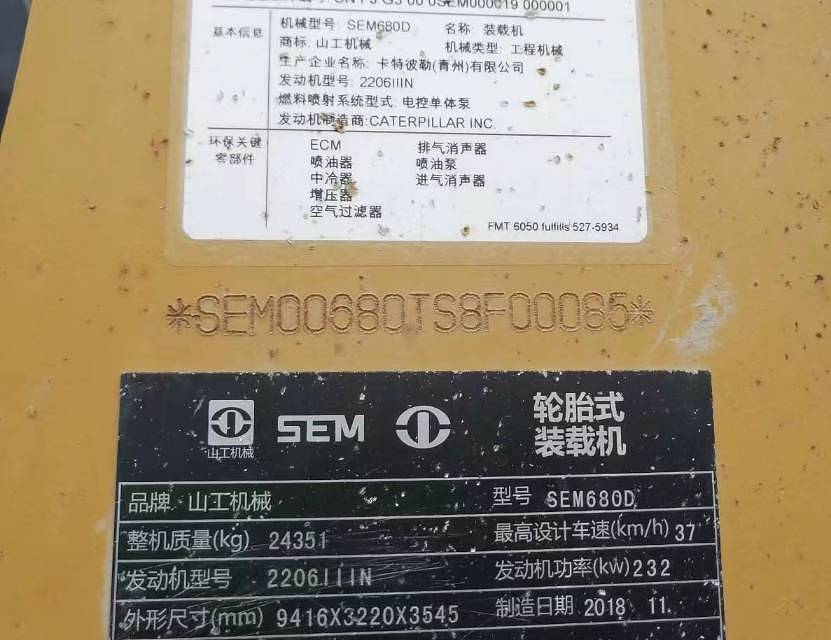 SEM000019 000001
基本信息
机械型号: SEM680D 名称 装载机
商标: 山工机械 机械类型: 工程机械
生产企业名称: 卡特彼勒(青州)有限公司
发动机型号: 2206IIIN
燃料喷射系统型式: 电控单体泵
发动机制造商:CATERPILLAR INC.
环保关键
零部件
ECM 排气消声器
喷油器 喷油泵
中冷器 进气消声器
增压器
空气过滤器
FMT 6050 fulfills 527-5934
*SEM00680TS8F00085*
山工机械
SEM
轮胎式
装载机
品牌 山工机械 型号 SEM680D
整机质量(kg) 24351 最高设计车速(km/h) 37
发动机型号 2206IIIN 发动机功率(kw) 232
外形尺寸(mm) 9416X3220X3545 制造日期 2018 11